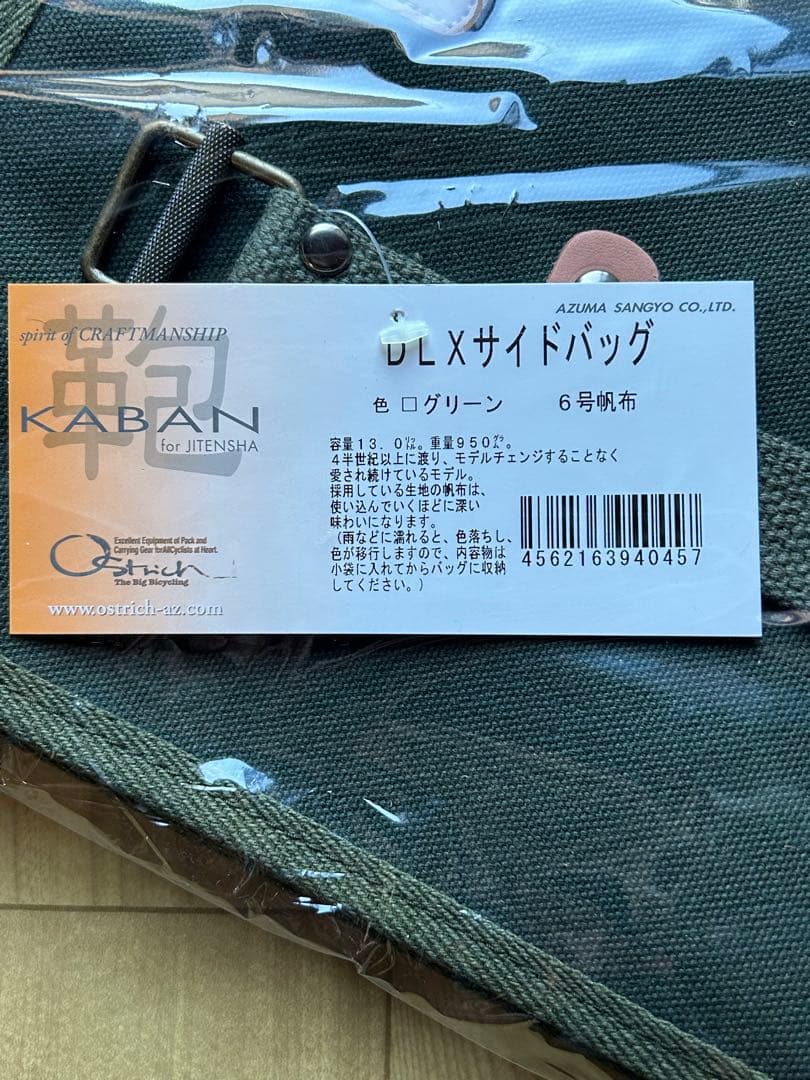 AZUMA SANGYO CO.,LTD.
spirit of CRAFTMANSHIP
鞄
KABAN
for JITENSHA
DLXサイドバッグ
色 □グリーン 6号帆布
容量13.0㍑。重量950㌘。
4半世紀以上に渡り、モデルチェンジすることなく
愛され続けているモデル。
採用している生地の帆布は、
使い込んでいくほどに深い
味わいになります。
(雨などに濡れると、色落ちし、
色が移行しますので、内容物は
小袋に入れてからバッグに収納
してください。)
4562163940457
Excellent Equipment of Pack and
Carrying Gear forAllCyclists at Heart.
Ostrich
The Big Bicycling
www.ostrich-az.com